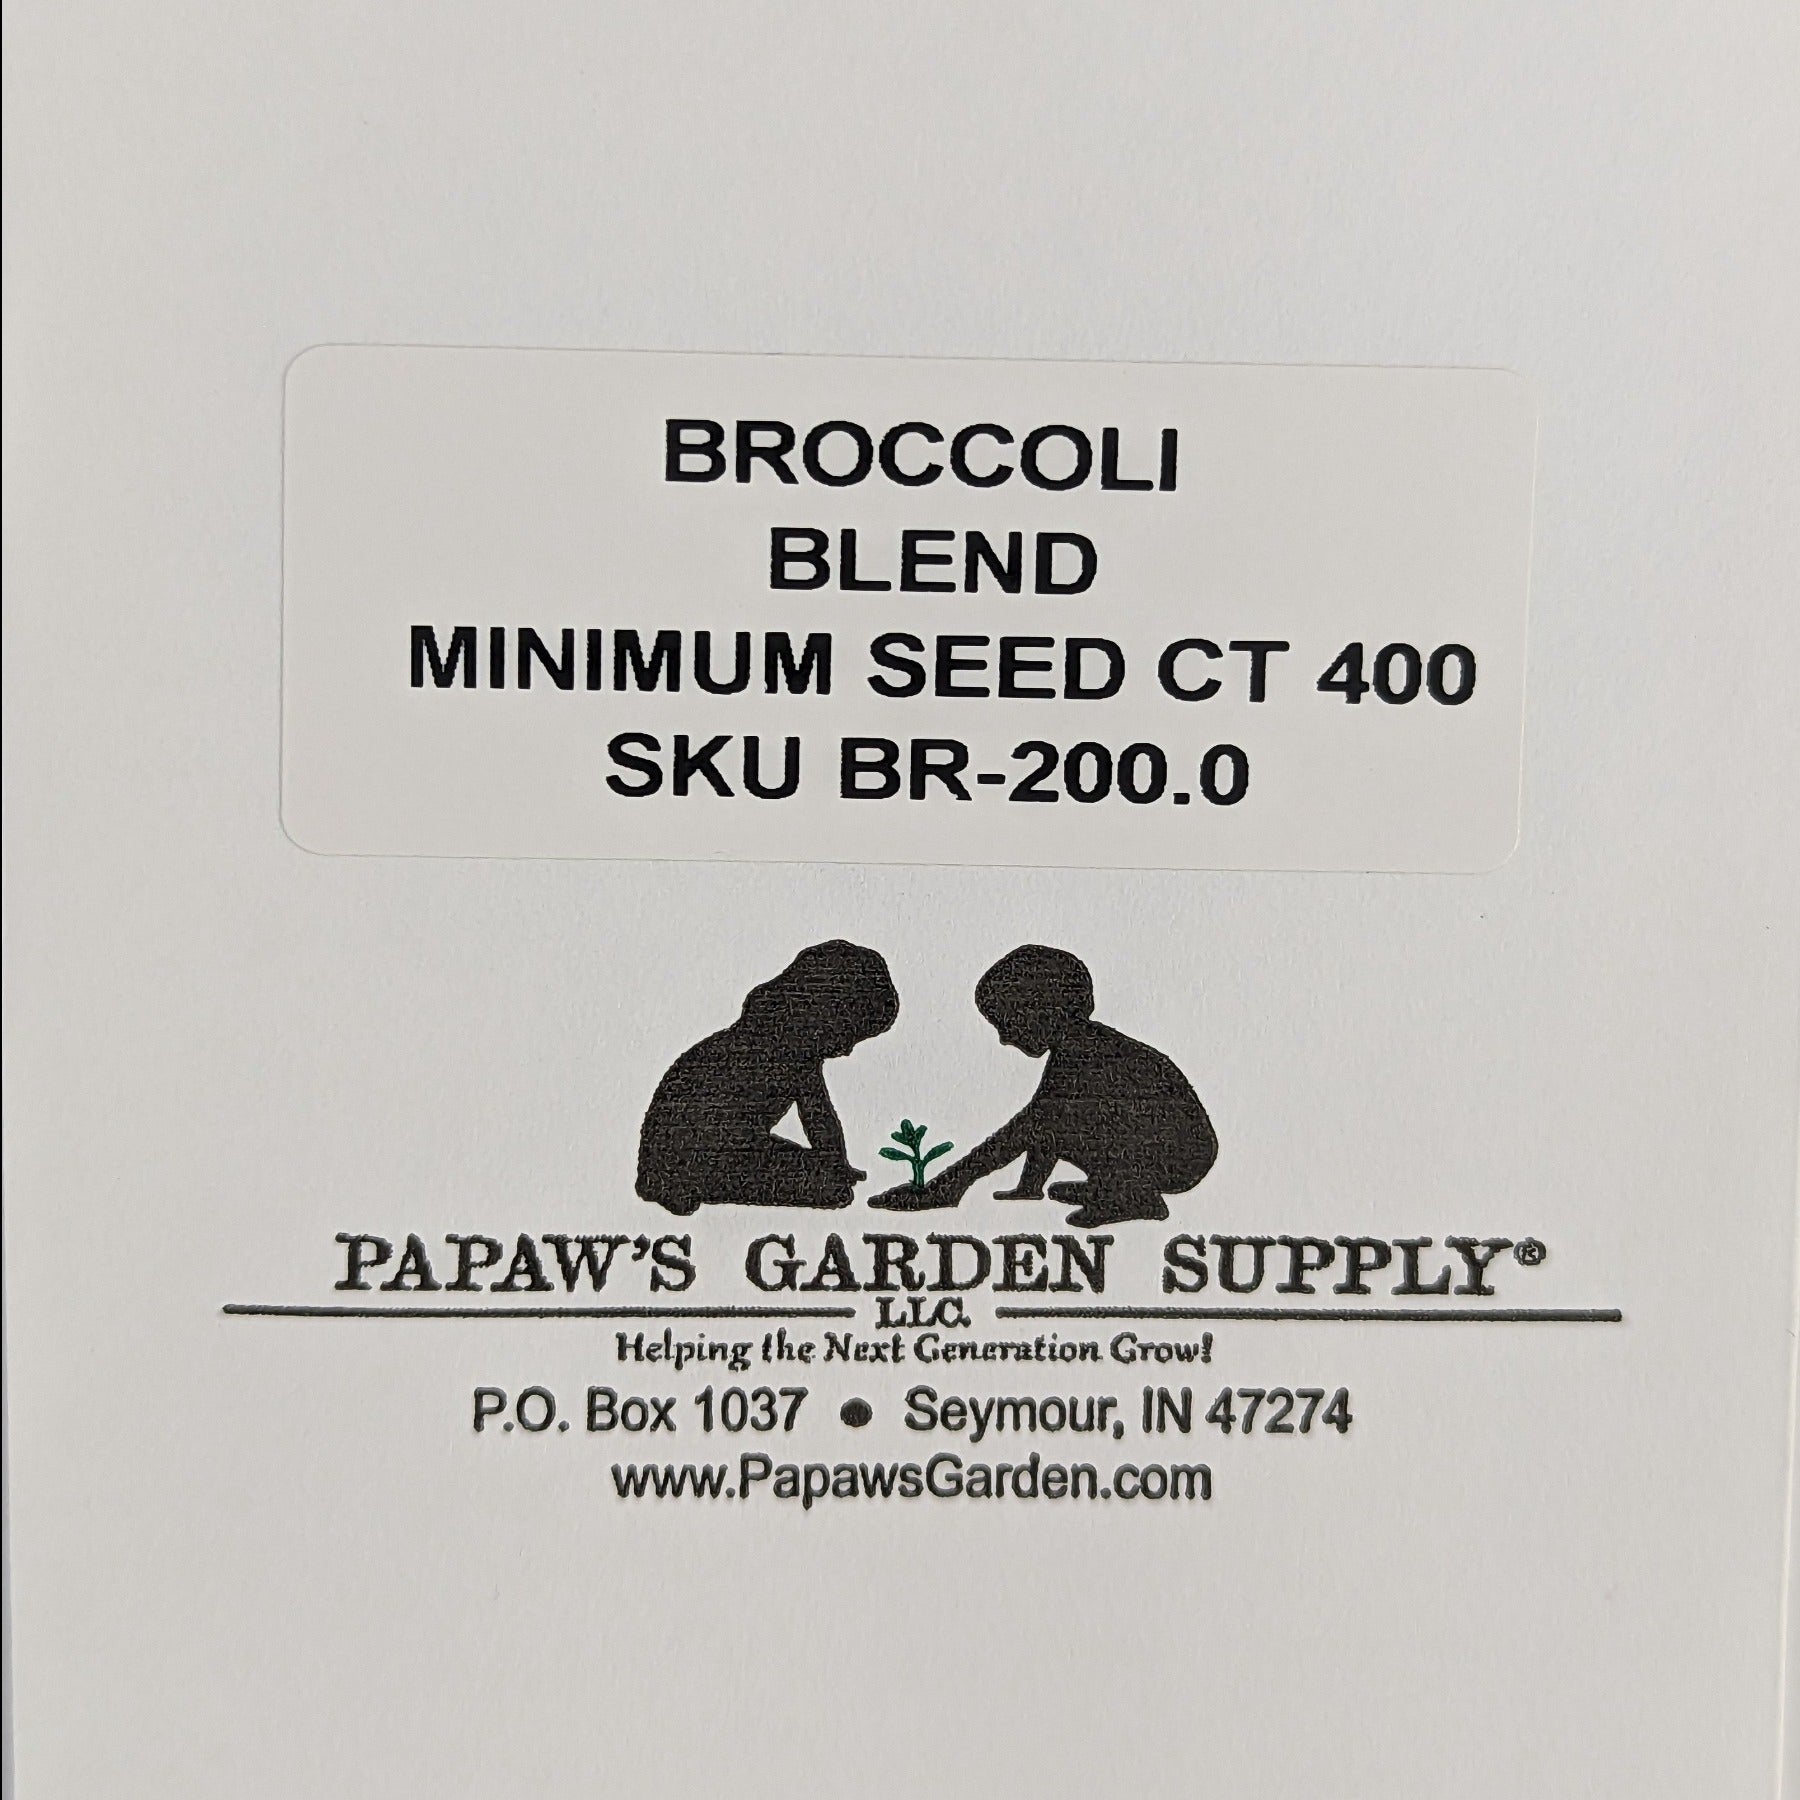 BROCCOLI
BLEND
MINIMUM SEED CT 400
SKU BR-200.0
PAPAW'S GARDEN SUPPLY®
LLC.
Helping the Next Generation Grow!
P.O. Box 1037 ● Seymour, IN 47274
www.PapawsGarden.com